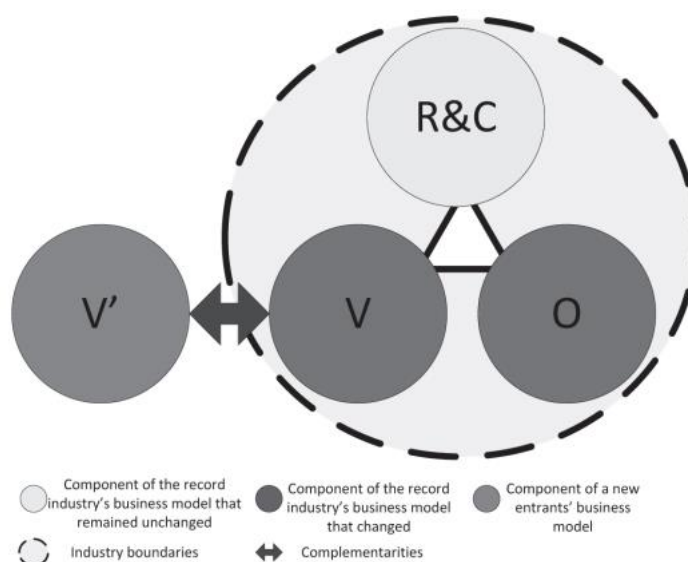 R&C
V’
V
O
Component of the record
industry’s business model that
remained unchanged
Component of the record
industry’s business model
that changed
Component of a new
entrants’ business
model
Industry boundaries
Complementarities